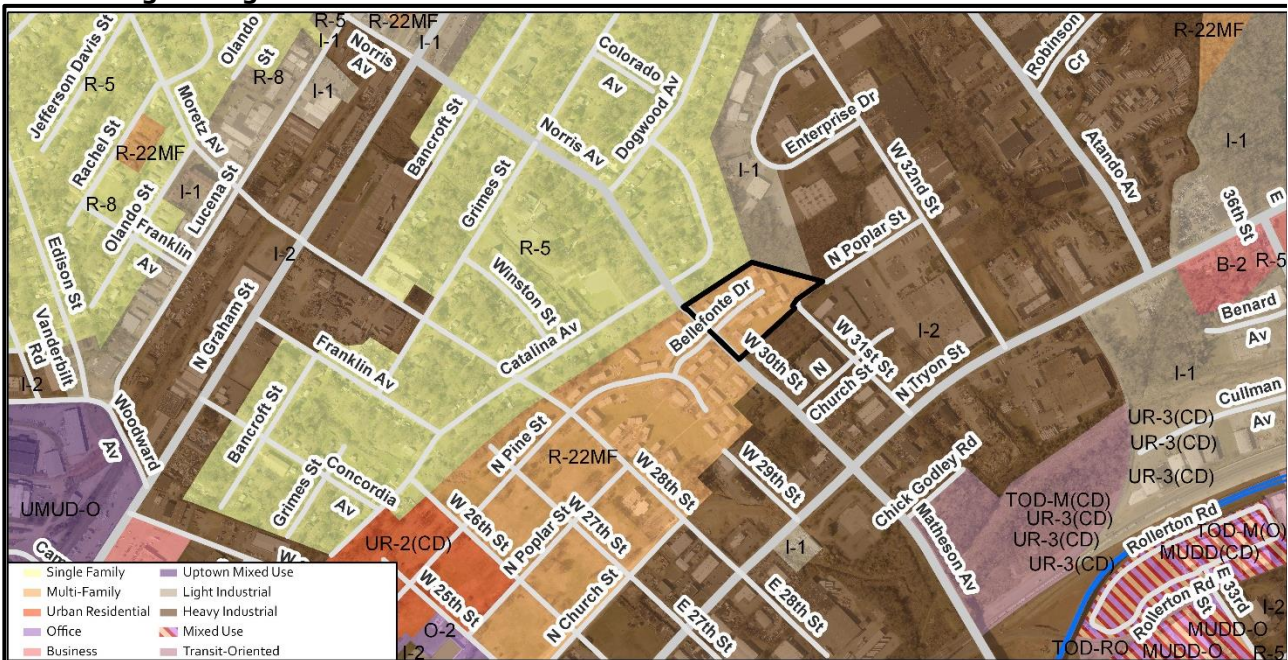 R-5
R-22MF
Jefferson Davis St
Olando St
R-8
I-1
Norris Av
I-1
Colorado Av
Robinson Cr
R-22MF
R-5
Moretz Av
I-1
Dogwood Av
Rachel St
R-22MF
Bancroft St
Norris Av
Enterprise Dr
Atando Av
I-1
I-1
I-1
Lucena St
Grimes St
W 32nd St
R-8
Olando St
Franklin Av
N Poplar St
36th St
E
Edison St
I-2
R-5
B-2
R-5
Winston St
Bellefonte Dr
Benard Av
Vanderbilt Rd
N Graham St
Catalina Av
W 30th St
W 31st St
I-2
Franklin Av
N Church St
N Tryon St
I-1
I-2
Cullman Av
Woodward Av
Bancroft St
UR-3(CD)
UR-3(CD)
N Pine St
R-22MF
Chick Godley Rd
UR-3(CD)
Grimes St
Concordia Av
W 28th St
W 29th St
UMUD-O
W 26th St
N Poplar St
W 27th St
Matheson Av
TOD-M(CD)
UR-3(CD)
UR-3(CD)
UR-3(CD)
Rollerton Rd
TOD-M(O)
MUDD(CD)
UR-2(CD)
I-1
W 25th St
N Church St
E 28th St
Rollerton Rd
E 33rd St
I-2
O-2
E 27th St
MUDD-O
I-2
TOD-RO
MUDD-O
R-5
Single Family
Multi-Family
Urban Residential
Office
Business
Uptown Mixed Use
Light Industrial
Heavy Industrial
Mixed Use
Transit-Oriented